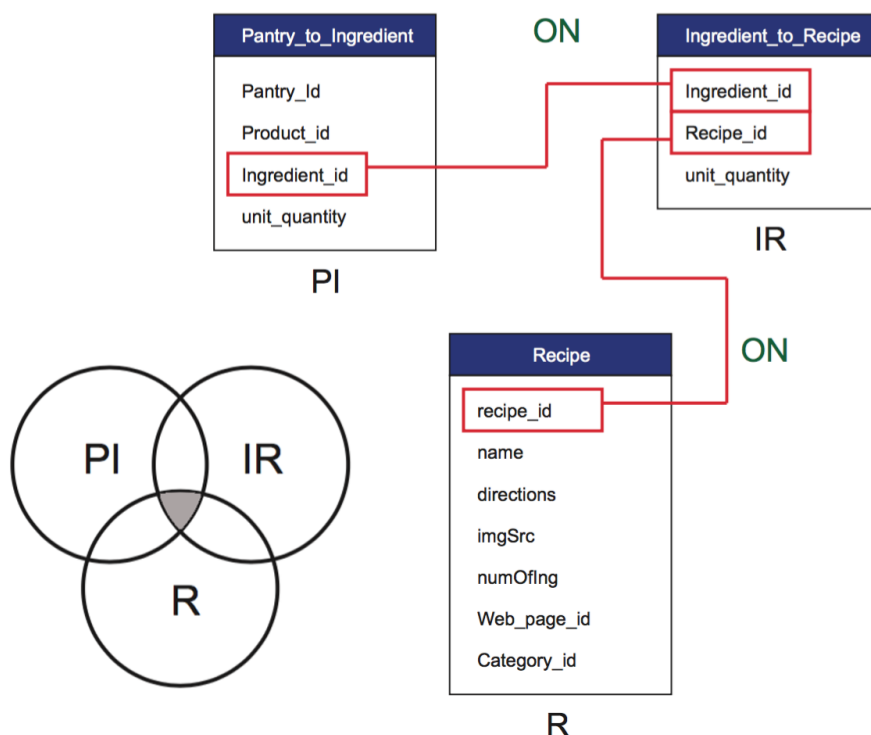 Pantry_to_Ingredient
Pantry_Id
Product_id
Ingredient_id
unit_quantity
PI
ON
Ingredient_to_Recipe
Ingredient_id
Recipe_id
unit_quantity
IR
ON
Recipe
recipe_id
name
directions
imgSrc
numOfIng
Web_page_id
Category_id
R
PI
IR
R